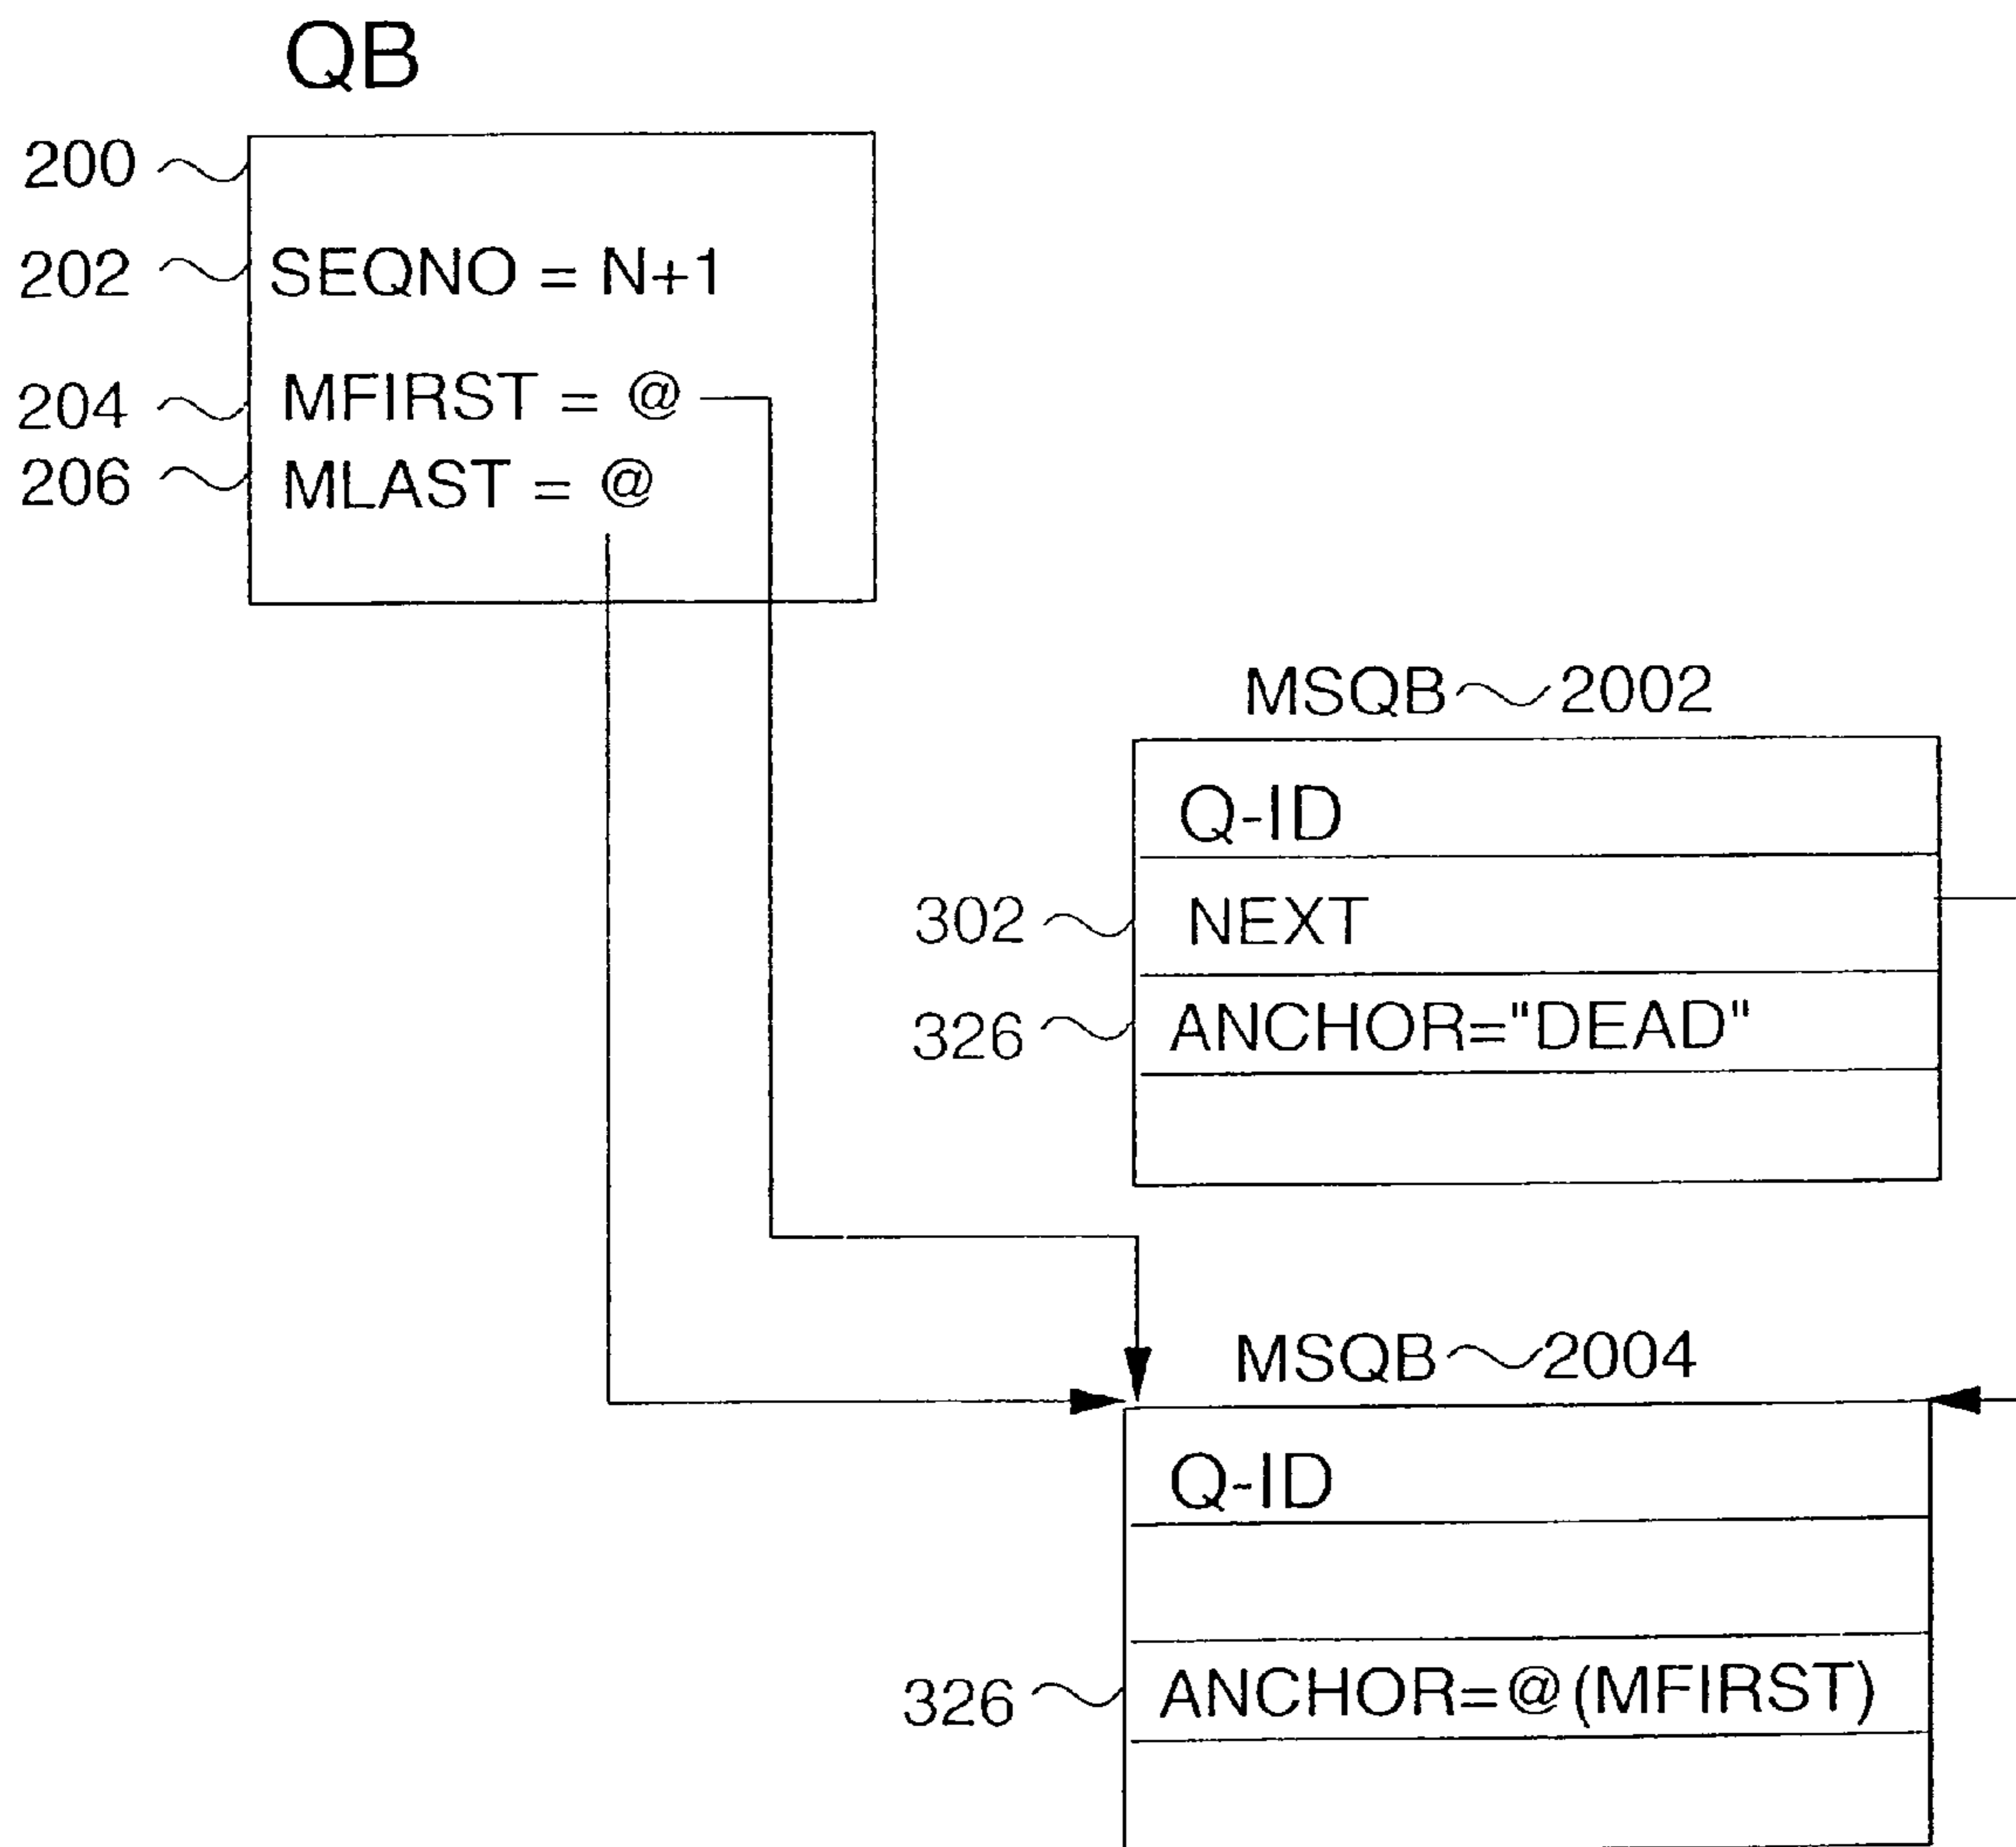 QB
200
202 SEQNO = N+1
204 MFIRST = @
206 MLAST = @
MSQB 2002
Q-ID
302 NEXT
326 ANCHOR="DEAD"
MSQB 2004
Q-ID
326 ANCHOR=@(MFIRST)